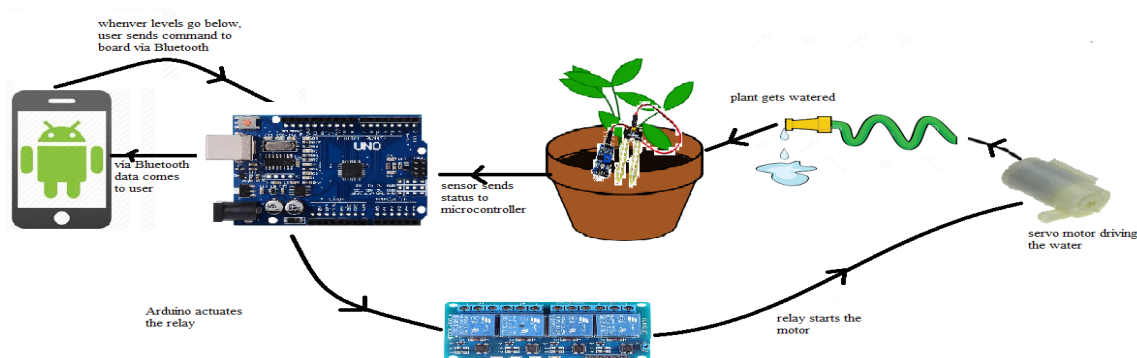 whenver levels go below,
user sends command to
board via Bluetooth
via Bluetooth
data comes
to user
UNO
sensor sends
status to
microcontroller
plant gets watered
servo motor driving
the water
Arduino actuates
the relay
relay starts the
motor